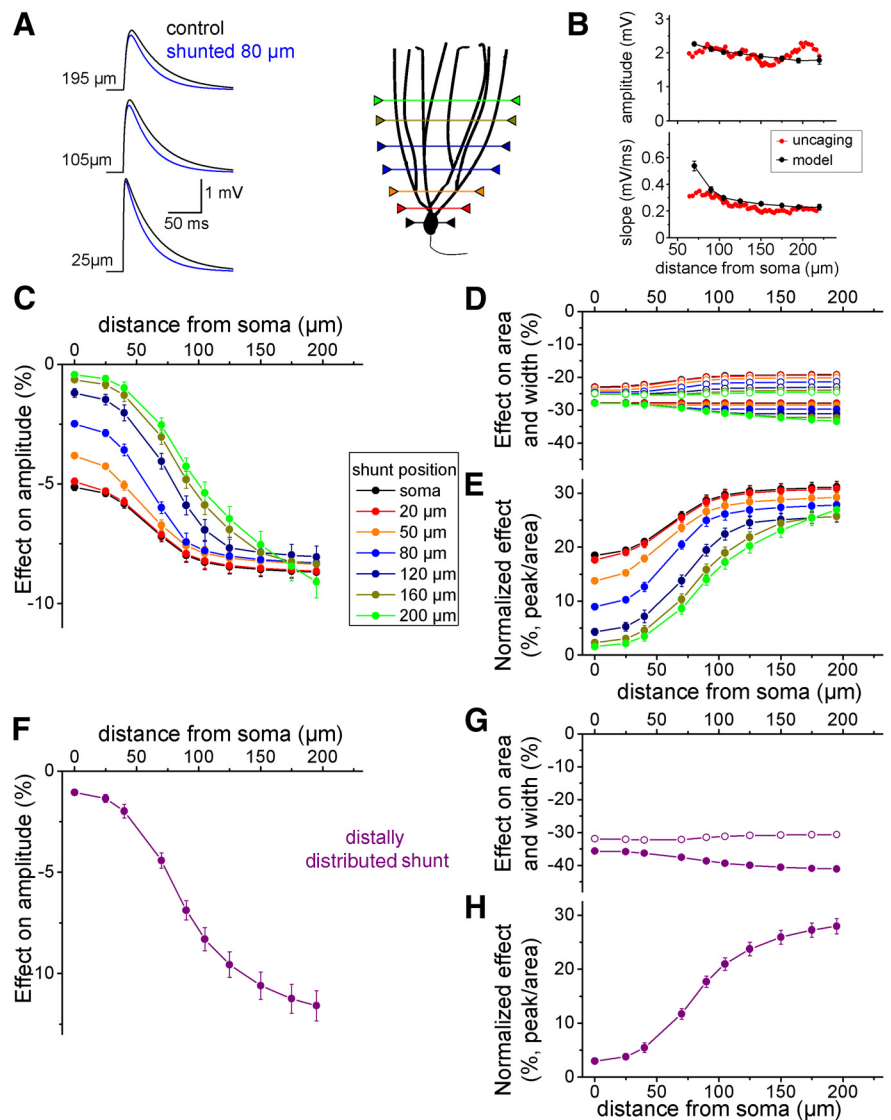 A
control
shunted 80 µm
195 µm
105µm
25µm
1 mV
50 ms
B
amplitude (mV)
2
1
0
slope (mV/ms)
0.6
0.4
0.2
0
uncaging
model
50 100 150 200
distance from soma (µm)
C
distance from soma (µm)
0 50 100 150 200
Effect on amplitude (%)
0
-5
-10
shunt position
soma
20 µm
50 µm
80 µm
120 µm
160 µm
200 µm
D
0 50 100 150 200
Effect on area
and width (%)
0
-10
-20
-30
-40
E
Normalized effect
(%, peak/area)
30
20
10
0
0 50 100 150 200
distance from soma (µm)
F
distance from soma (µm)
0 50 100 150 200
Effect on amplitude (%)
0
-5
-10
distally
distributed shunt
G
0 50 100 150 200
Effect on area
and width (%)
0
-10
-20
-30
-40
H
Normalized effect
(%, peak/area)
30
20
10
0
0 50 100 150 200
distance from soma (µm)